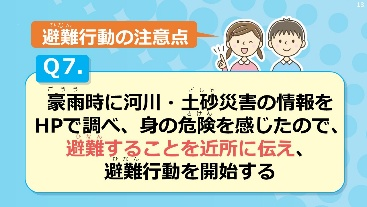 13
避難行動の注意点
Q7.
豪雨時に河川・土砂災害の情報を
HPで調べ、身の危険を感じたので、
避難することを近所に伝え、
避難行動を開始する